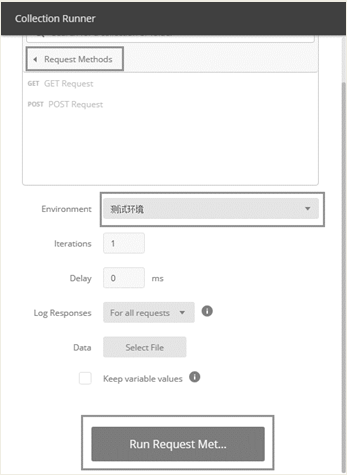 Collection Runner
Request Methods
GET GET Request
POST POST Request
Environment 测试环境
Iterations 1
Delay 0 ms
Log Responses For all requests
Data Select File
Keep variable values
Run Request Met...